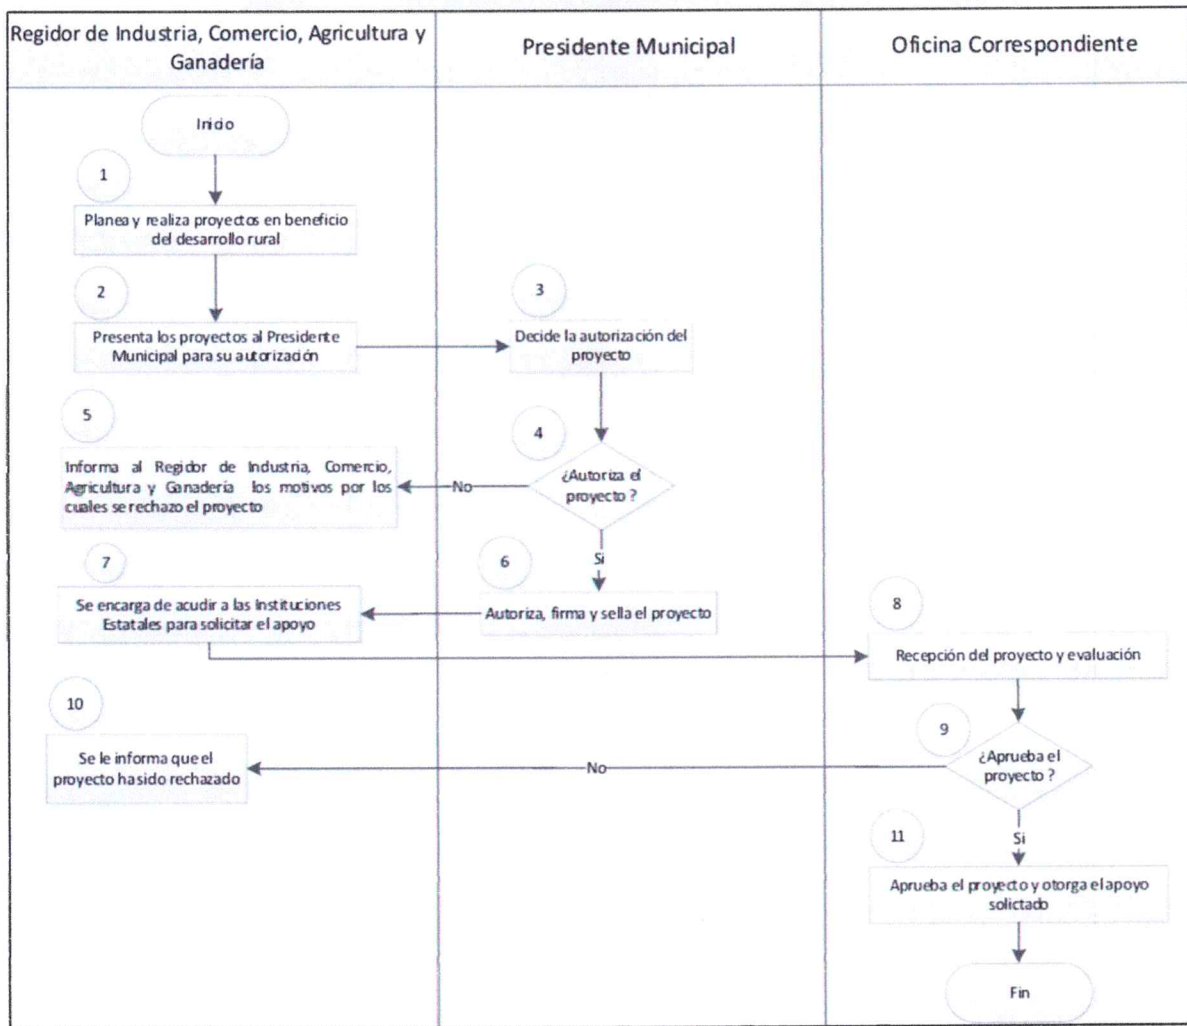 Regidor de Industria, Comercio, Agricultura y
Ganadería
Presidente Municipal
Oficina Correspondiente
Inicio
1
Planea y realiza proyectos en beneficio
del desarrollo rural
2
Presenta los proyectos al Presidente
Municipal para su autorización
3
Decide la autorización del
proyecto
4
¿Autoriza el
proyecto ?
No
5
Informa al Regidor de Industria, Comercio,
Agricultura y Ganadería los motivos por los
cuales se rechazo el proyecto
Si
6
Autoriza, firma y sella el proyecto
7
Se encarga de acudir a las Instituciones
Estatales para solicitar el apoyo
8
Recepción del proyecto y evaluación
9
¿Aprueba el
proyecto ?
No
10
Se le informa que el
proyecto ha sido rechazado
Si
11
Aprueba el proyecto y otorga el apoyo
solictado
Fin